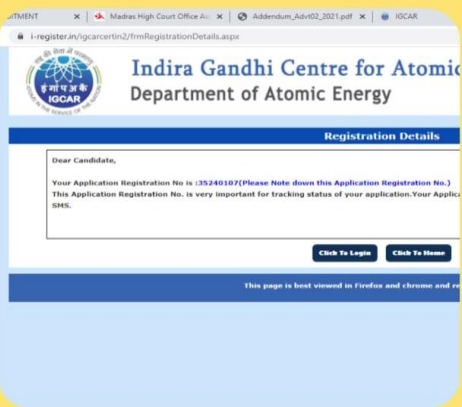 ITMENT
Madras High Court Office Ass
Addendum_Advt02_2021.pdf
IGCAR
i-register.in/igcarcertin2/frmRegistrationDetails.aspx
इं गां प अ कें
IGCAR
Indira Gandhi Centre for Atomic
Department of Atomic Energy
Registration Details
Dear Candidate,
Your Application Registration No is :35240107(Please Note down this Application Registration No.)
This Application Registration No. is very important for tracking status of your application.Your Applica
SMS.
Click To Login Click To Home
This page is best viewed in Firefox and chrome and re